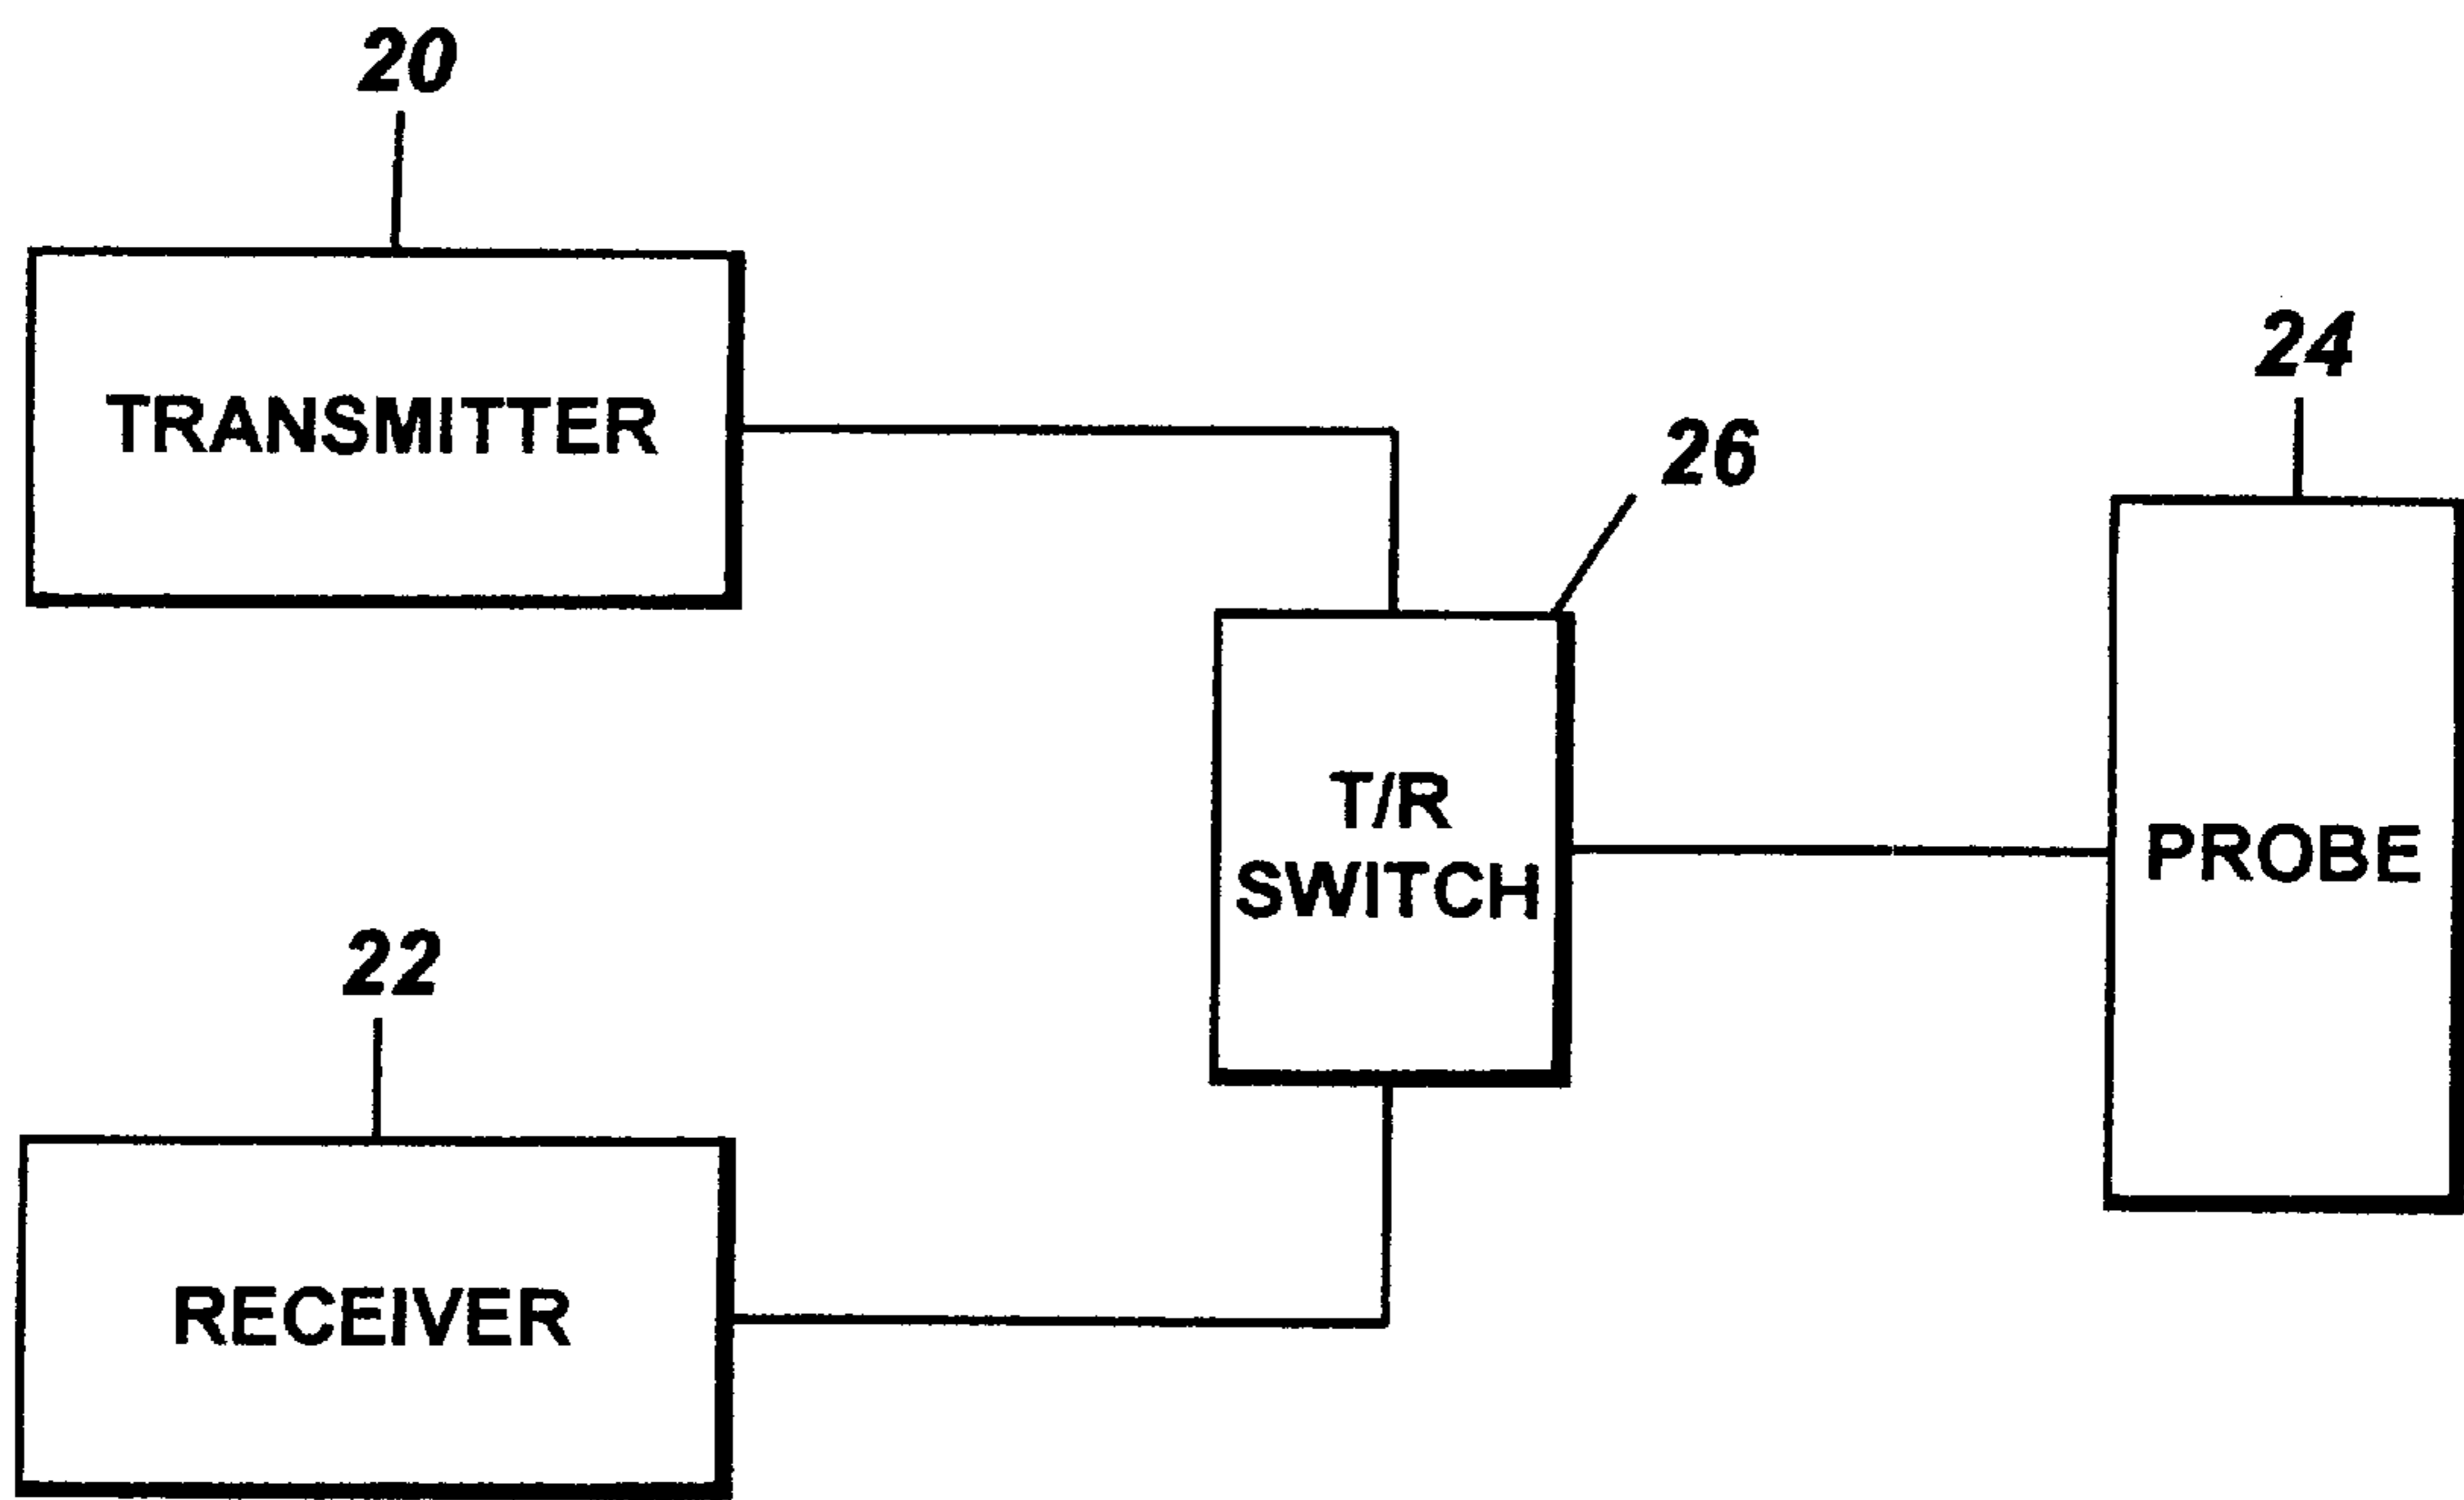 20
TRANSMITTER
24
26
T/R
SWITCH
PROBE
22
RECEIVER